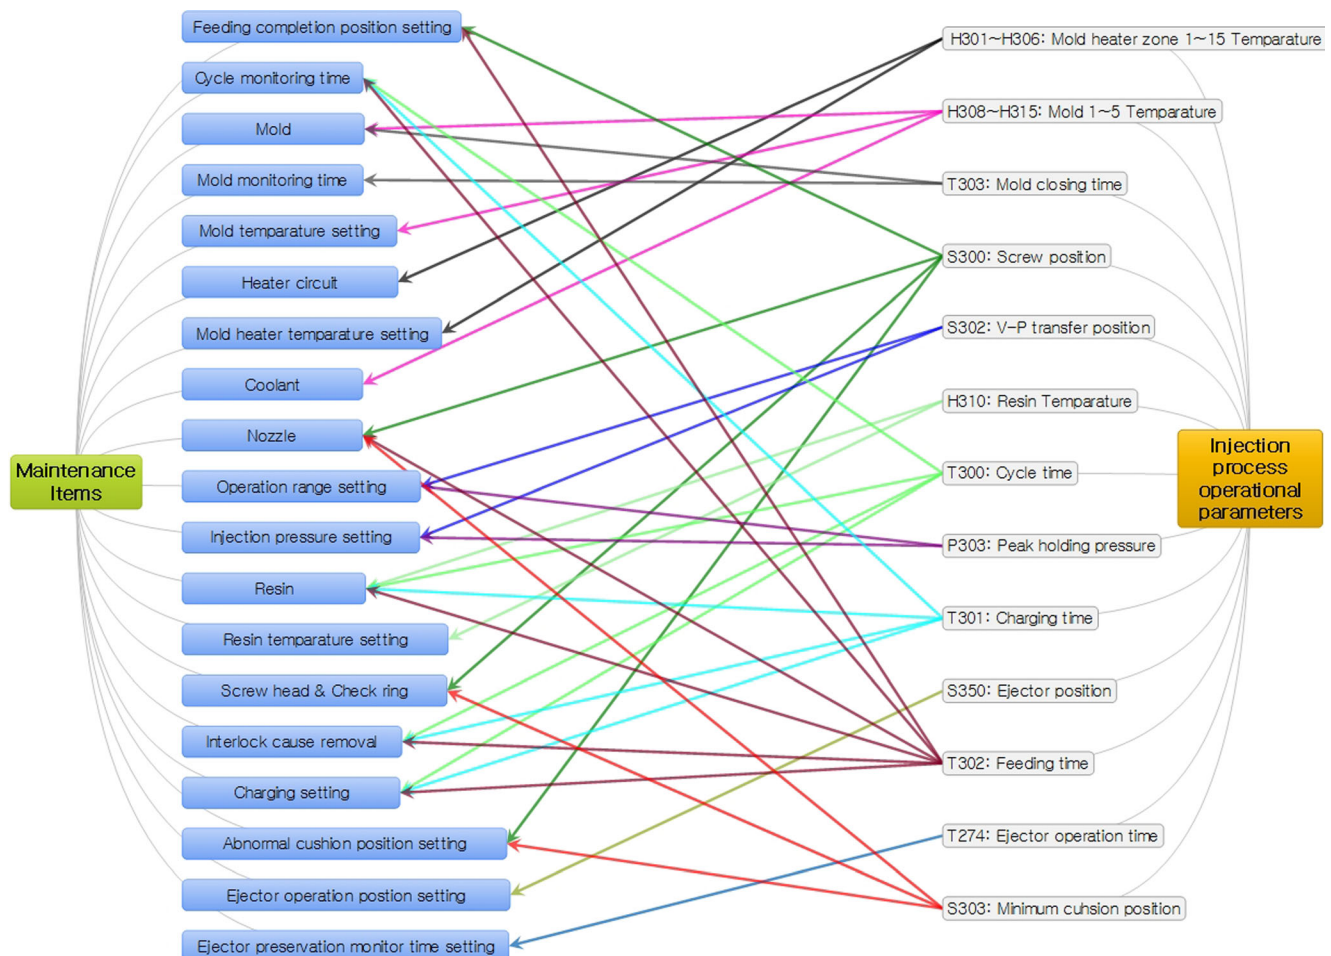 Feeding completion position setting
Cycle monitoring time
Mold
Mold monitoring time
Mold temparature setting
Heater circuit
Mold heater temparature setting
Coolant
Nozzle
Maintenance
Items
Operation range setting
Injection pressure setting
Resin
Resin temparature setting
Screw head & Check ring
Interlock cause removal
Charging setting
Abnormal cushion position setting
Ejector operation postion setting
Ejector preservation monitor time setting
H301~H306: Mold heater zone 1~15 Temparature
H308~H315: Mold 1~5 Temparature
T303: Mold closing time
S300: Screw position
S302: V-P transfer position
H310: Resin Temparature
T300: Cycle time
P303: Peak holding pressure
T301: Charging time
S350: Ejector position
T302: Feeding time
T274: Ejector operation time
S303: Minimum cuhsion position
Injection
process
operational
parameters